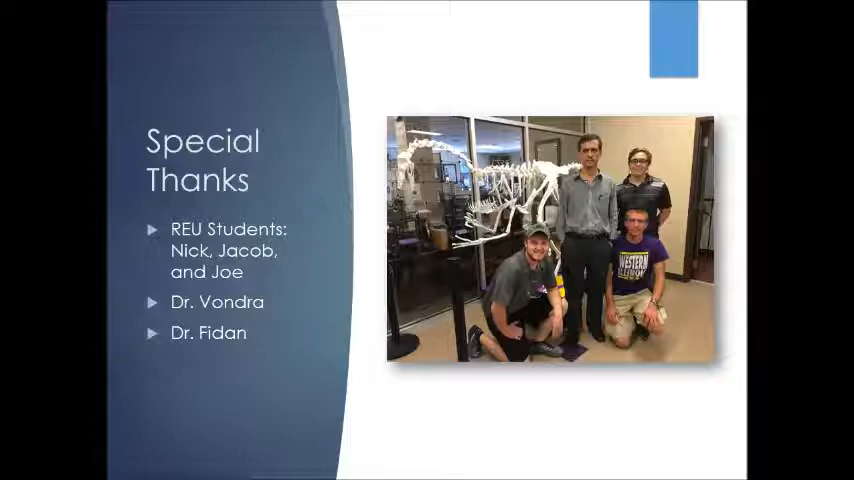 Special
Thanks
REU Students:
Nick, Jacob,
and Joe
Dr. Vondra
Dr. Fidan
WESTERN
ILLINOIS